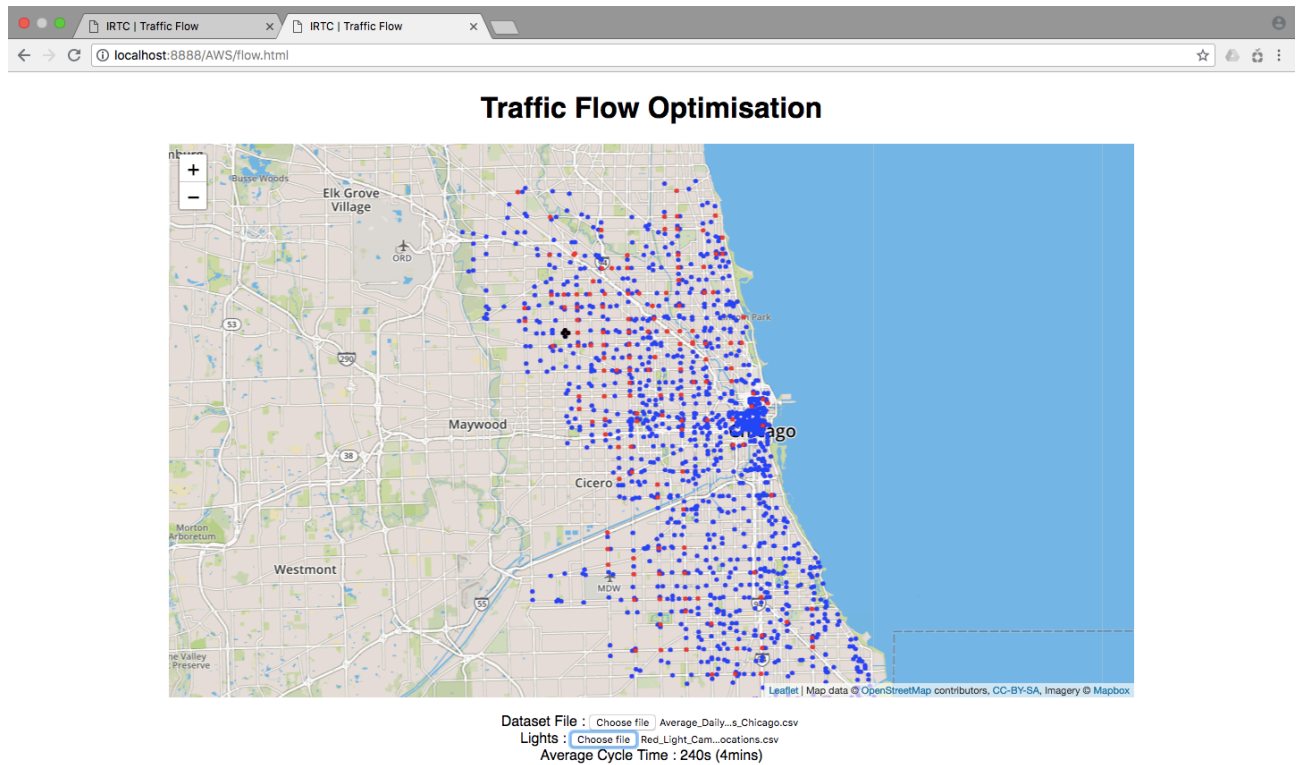 IRTC | Traffic Flow
IRTC | Traffic Flow
localhost:8888/AWS/flow.html
Traffic Flow Optimisation
+
−
Busse Woods
Elk Grove
Village
ORD
94
Park
53
290
Maywood
Chicago
38
Cicero
Morton
Arboretum
Westmont
MDW
55
Valley
Preserve
Leaflet | Map data © OpenStreetMap contributors, CC-BY-SA, Imagery © Mapbox
Dataset File : Choose file Average_Daily...s_Chicago.csv
Lights : Choose file Red_Light_Cam...ocations.csv
Average Cycle Time : 240s (4mins)